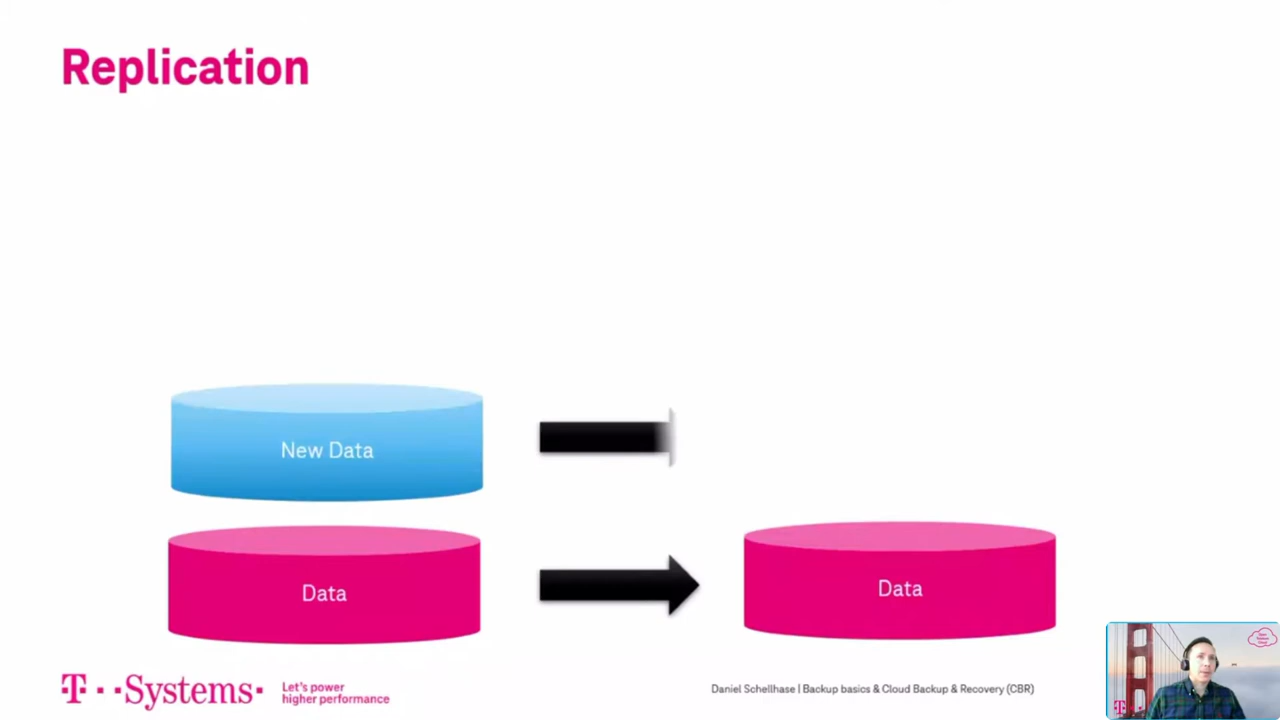 Replication
New Data
Data
Data
T··Systems·
Let's power
higher performance
Daniel Schellhase | Backup basics & Cloud Backup & Recovery (CBR)